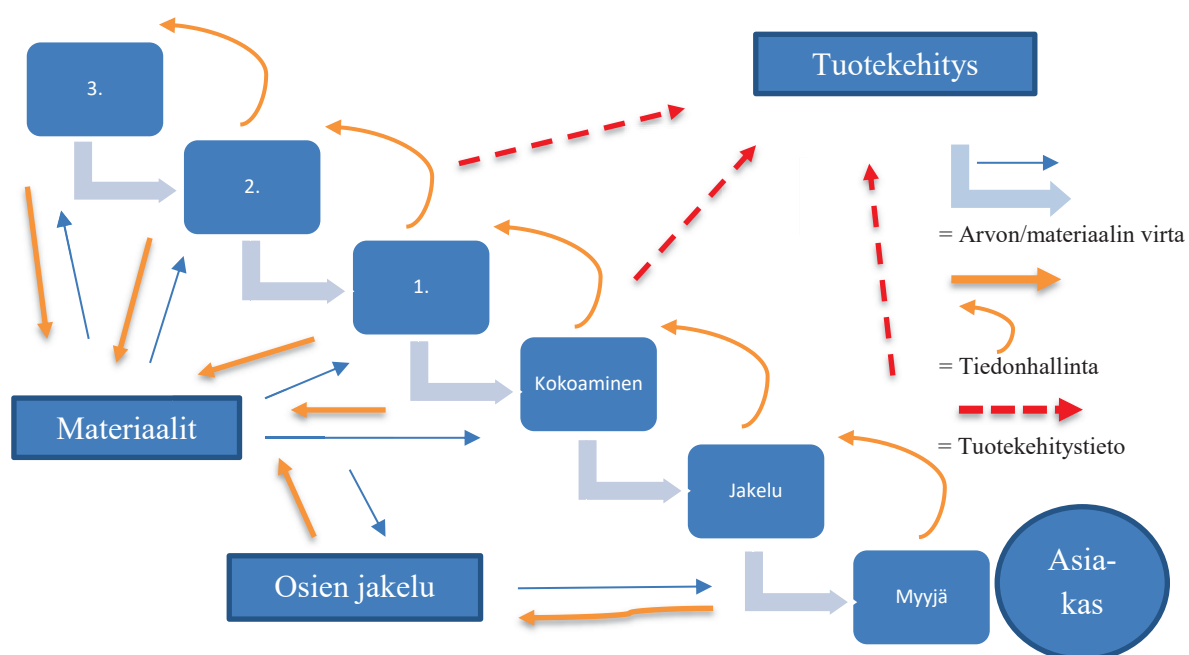 3.
Tuotekehitys
2.
= Arvon/materiaalin virta
1.
= Tiedonhallinta
Kokoaminen
Materiaalit
= Tuotekehitystieto
Jakelu
Osien jakelu
Myyjä
Asia-
kas